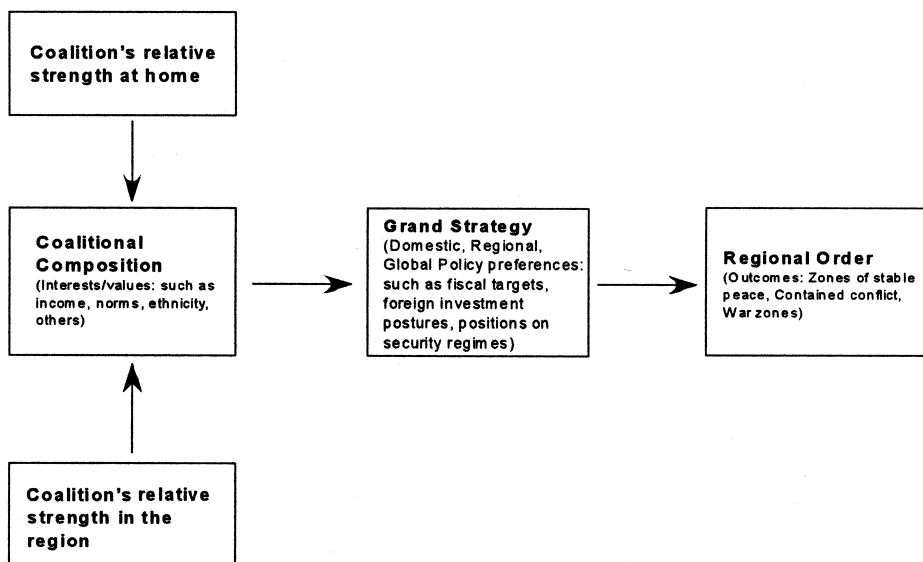 Coalition's relative
strength at home
Coalitional
Composition
(Interests/values: such as
income, norms, ethnicity,
others)
Grand Strategy
(Domestic, Regional,
Global Policy preferences:
such as fiscal targets,
foreign investment
postures, positions on
security regimes)
Regional Order
(Outcomes: Zones of stable
peace, Contained conflict,
War zones)
Coalition's relative
strength in the
region